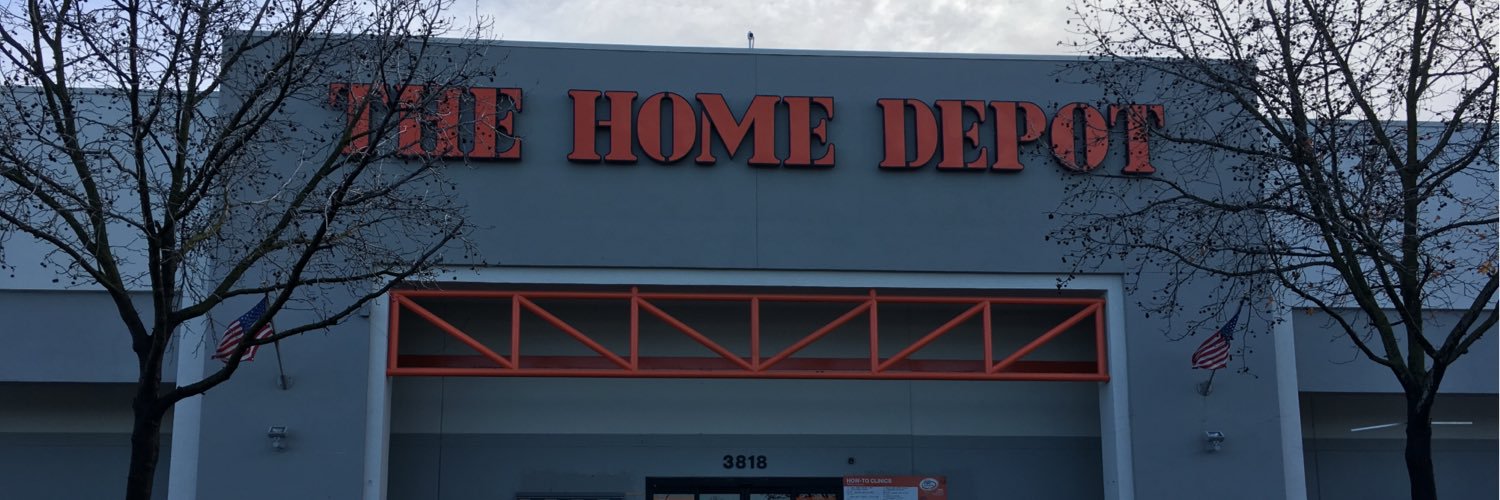 THE HOME DEPOT
3818
HOW-TO CLINICS